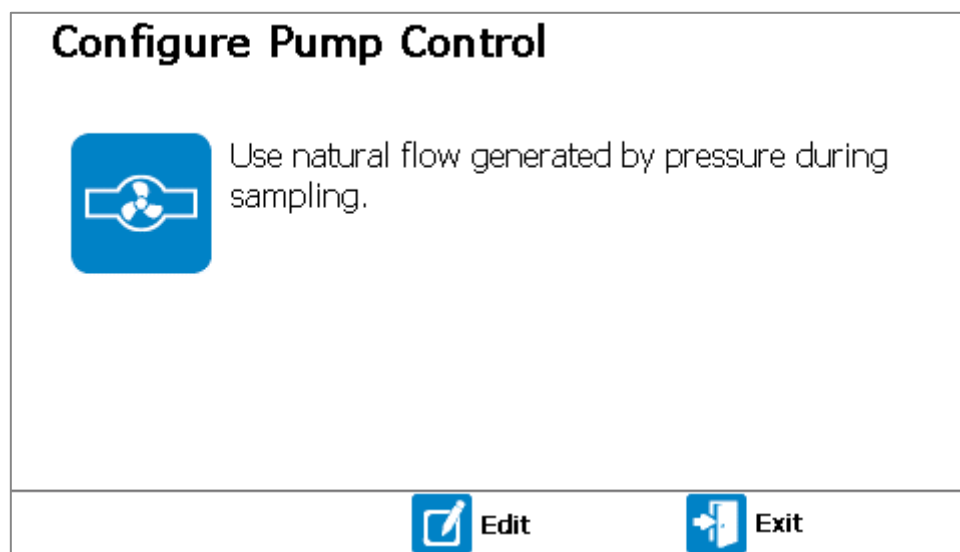 Configure Pump Control
Use natural flow generated by pressure during
sampling.
Edit
Exit